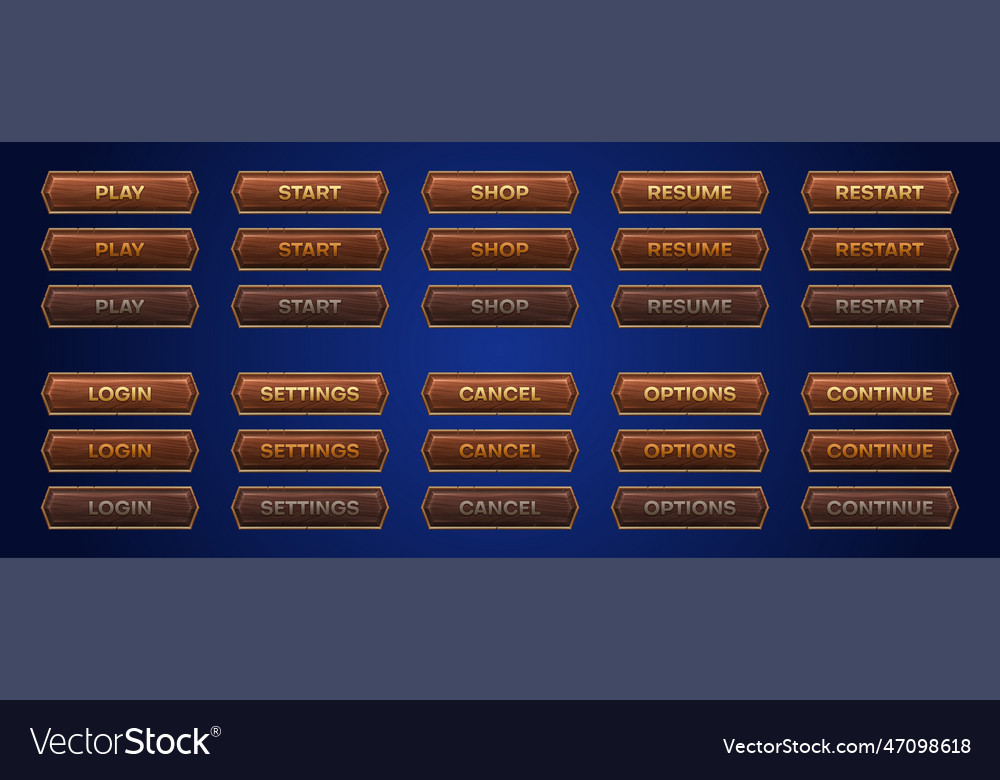 PLAY START SHOP RESUME RESTART
PLAY START SHOP RESUME RESTART
PLAY START SHOP RESUME RESTART
LOGIN SETTINGS CANCEL OPTIONS CONTINUE
LOGIN SETTINGS CANCEL OPTIONS CONTINUE
LOGIN SETTINGS CANCEL OPTIONS CONTINUE
VectorStock® VectorStock.com/47098618